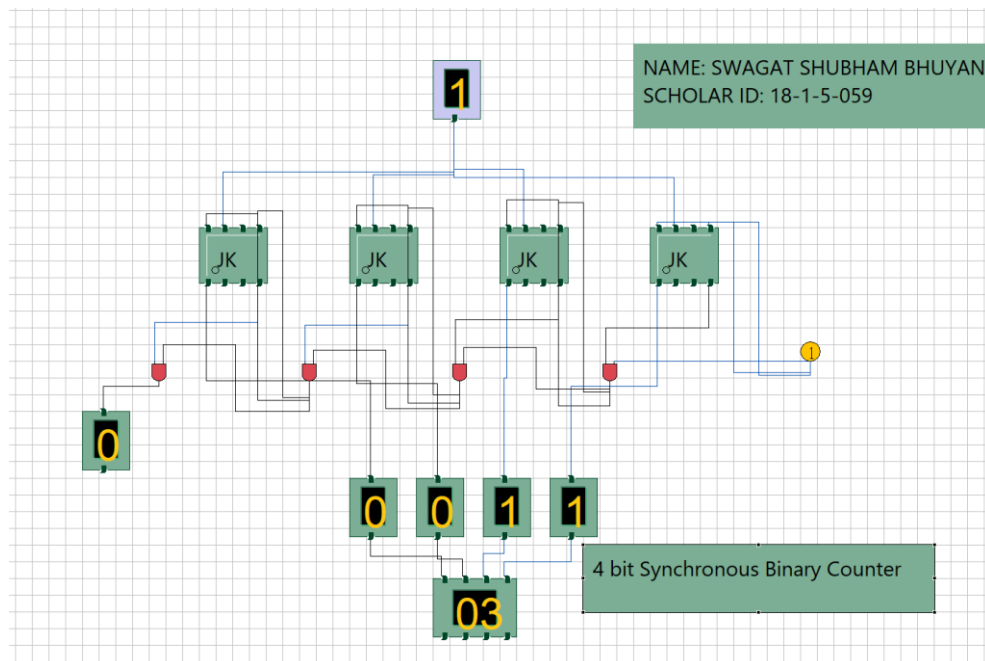 1
NAME: SWAGAT SHUBHAM BHUYAN
SCHOLAR ID: 18-1-5-059
JK JK JK JK
1
0
0 0 1 1
4 bit Synchronous Binary Counter
03